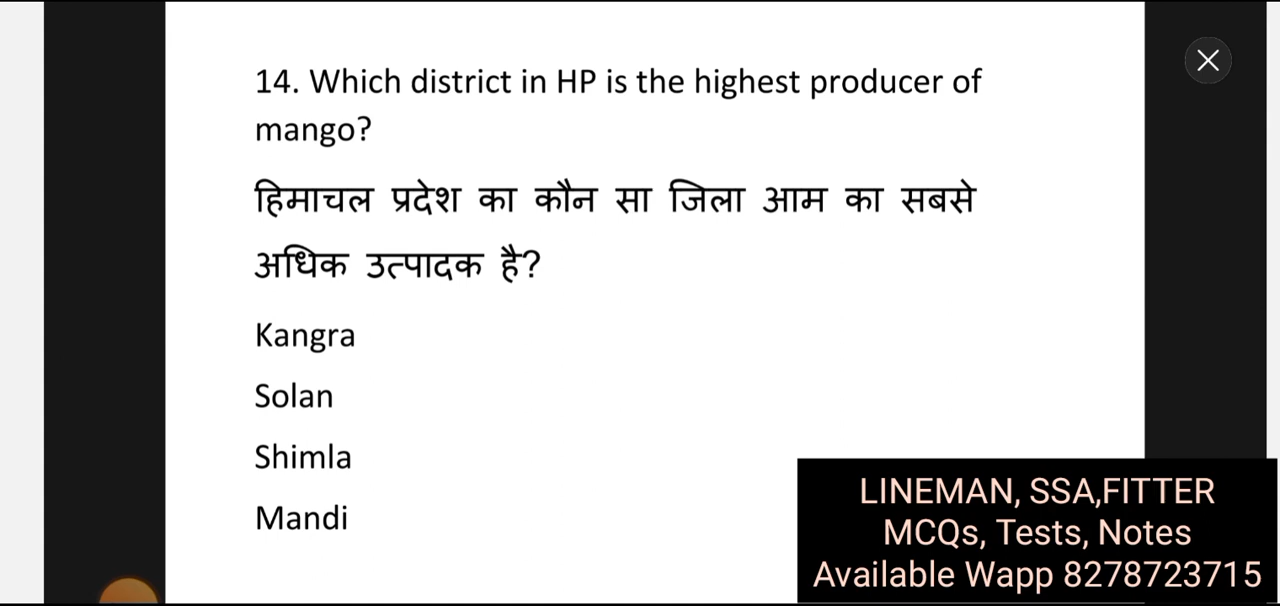 14. Which district in HP is the highest producer of
mango?
हिमाचल प्रदेश का कौन सा जिला आम का सबसे
अधिक उत्पादक है?
Kangra
Solan
Shimla
Mandi
LINEMAN, SSA,FITTER
MCQs, Tests, Notes
Available Wapp 8278723715